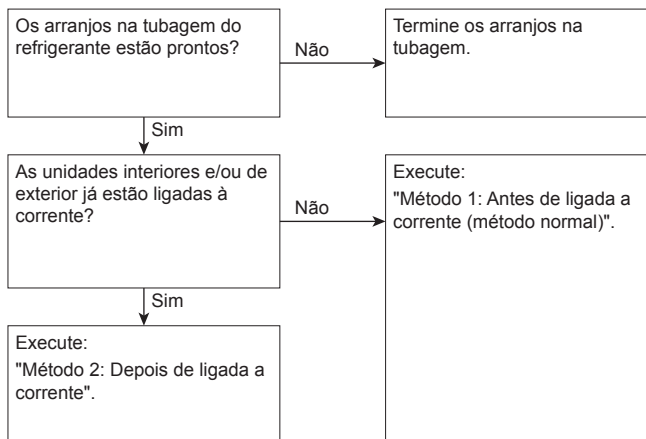 Os arranjos na tubagem do
refrigerante estão prontos?
Não
Termine os arranjos na
tubagem.
Sim
As unidades interiores e/ou de
exterior já estão ligadas à
corrente?
Não
Execute:
"Método 1: Antes de ligada a
corrente (método normal)".
Sim
Execute:
"Método 2: Depois de ligada a
corrente".